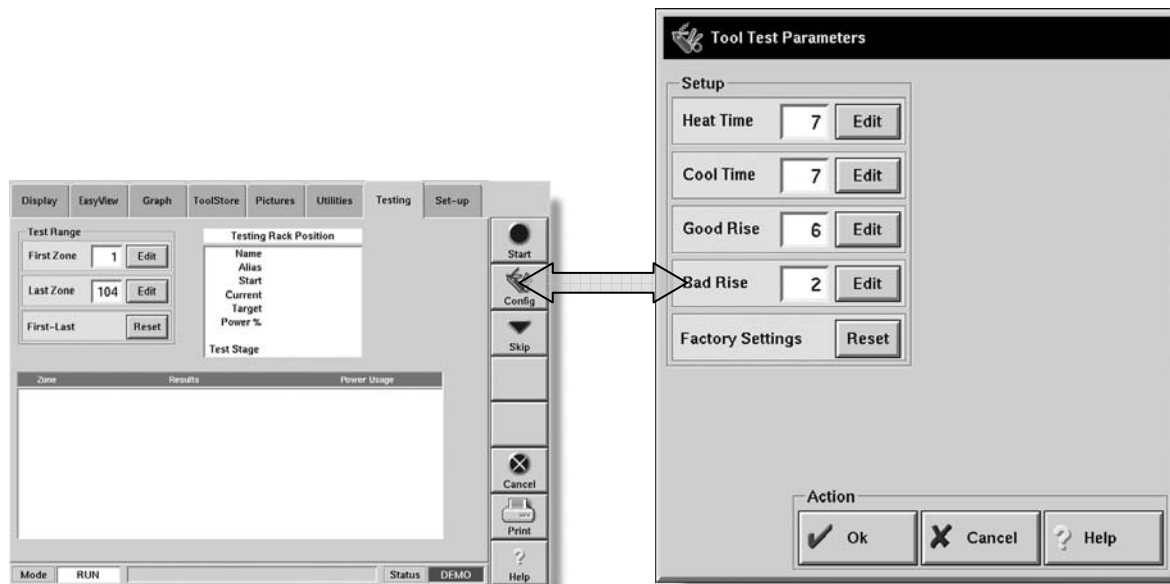 Display EasyView Graph ToolStore Pictures Utilities Testing Set-up
Test Range
First Zone 1 Edit
Last Zone 104 Edit
First-Last Reset
Testing Rack Position
Name
Alias
Start
Current
Target
Power %
Test Stage
Zone Results Power Usage
Start
Config
Skip
Cancel
Print
Help
Mode RUN Status DEMO
Tool Test Parameters
Setup
Heat Time 7 Edit
Cool Time 7 Edit
Good Rise 6 Edit
Bad Rise 2 Edit
Factory Settings Reset
Action
Ok Cancel Help